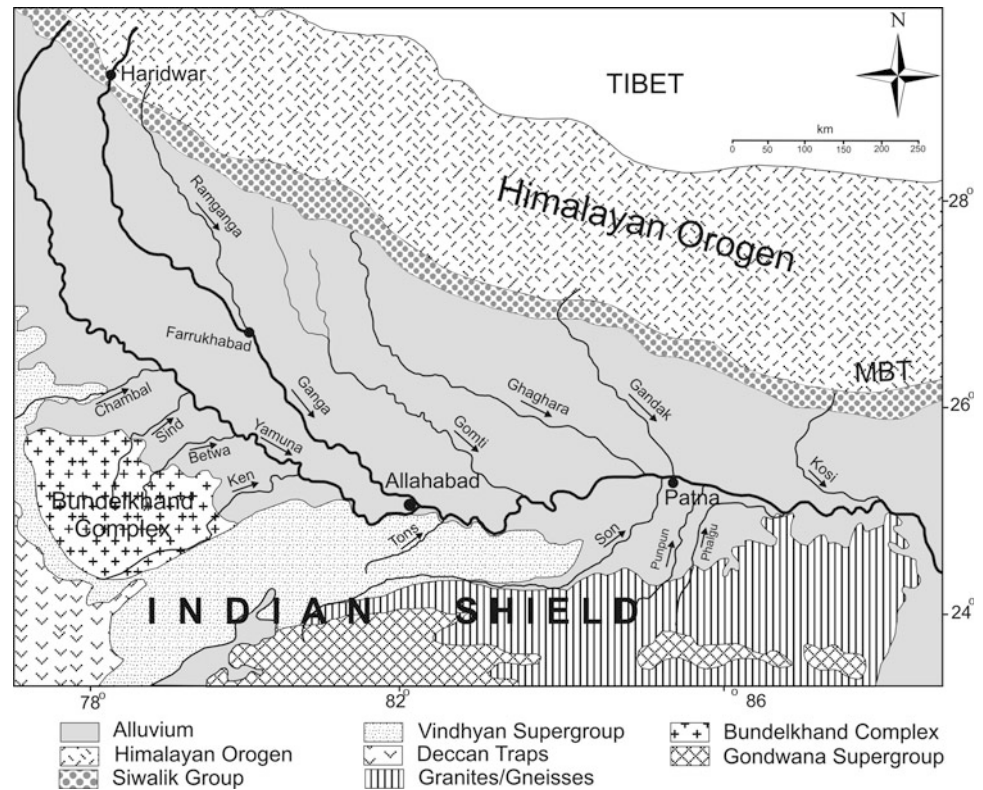 N
Haridwar
TIBET
km
0 50 100 150 200 250
28°
Himalayan Orogen
Ramganga
Farrukhabad
MBT
26°
Chambal
Sind
Betwa
Yamuna
Ken
Ganga
Gomti
Ghaghara
Gandak
Kosi
Allahabad
Patna
Bundelkhand
Complex
Tons
Son
Punpun
Phalgu
INDIAN SHIELD
24°
78° 82 86
Alluvium
Himalayan Orogen
Siwalik Group
Vindhyan Supergroup
Deccan Traps
Granites/Gneisses
Bundelkhand Complex
Gondwana Supergroup